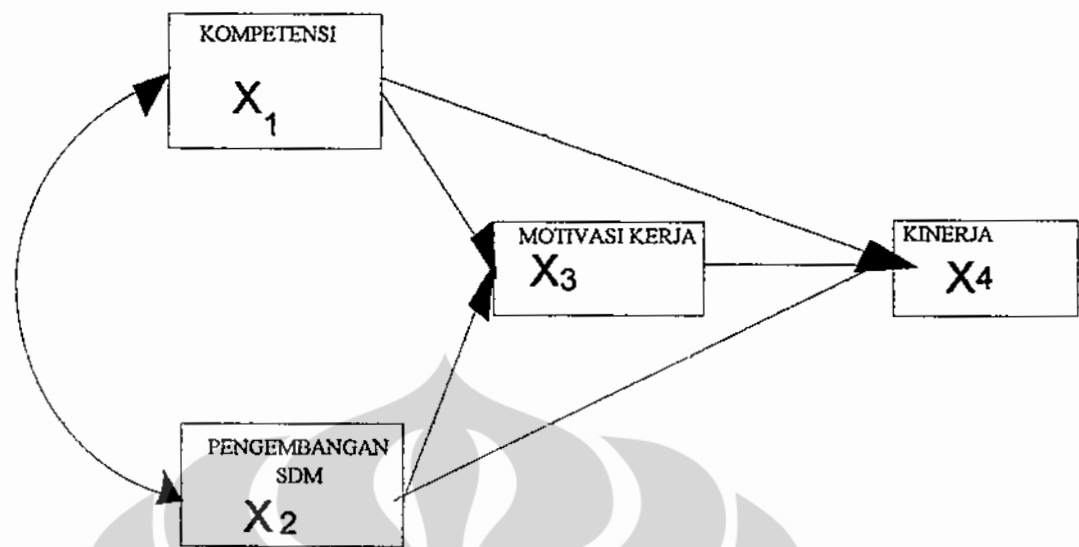 KOMPETENSI
X1
MOTIVASI KERJA
X3
KINERJA
X4
PENGEMBANGAN
SDM
X2